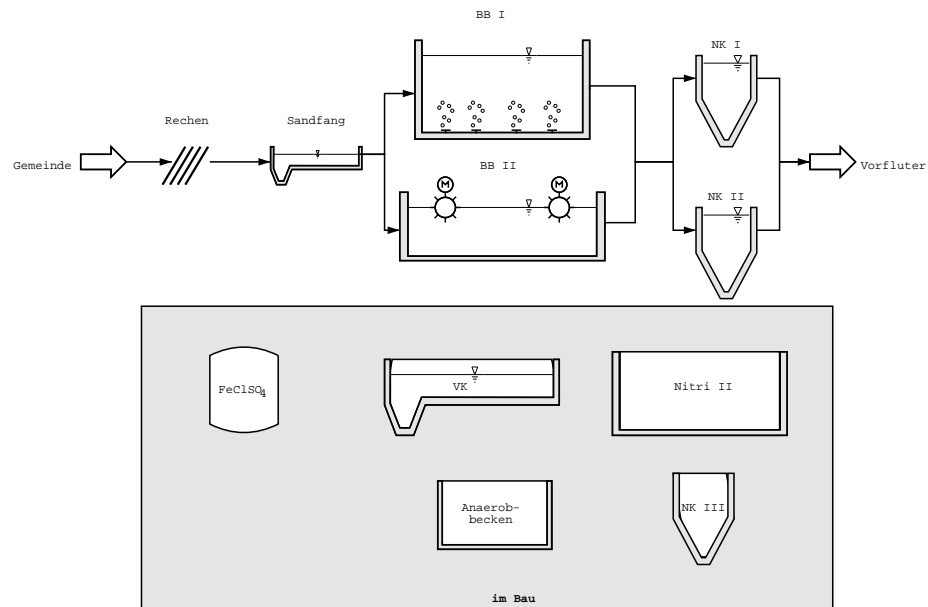 BB I
NK I
Rechen
Sandfang
Gemeinde
BB II
Vorfluter
M
M
NK II
FeClSO4
VK
Nitri II
Anaerob-
becken
NK III
im Bau